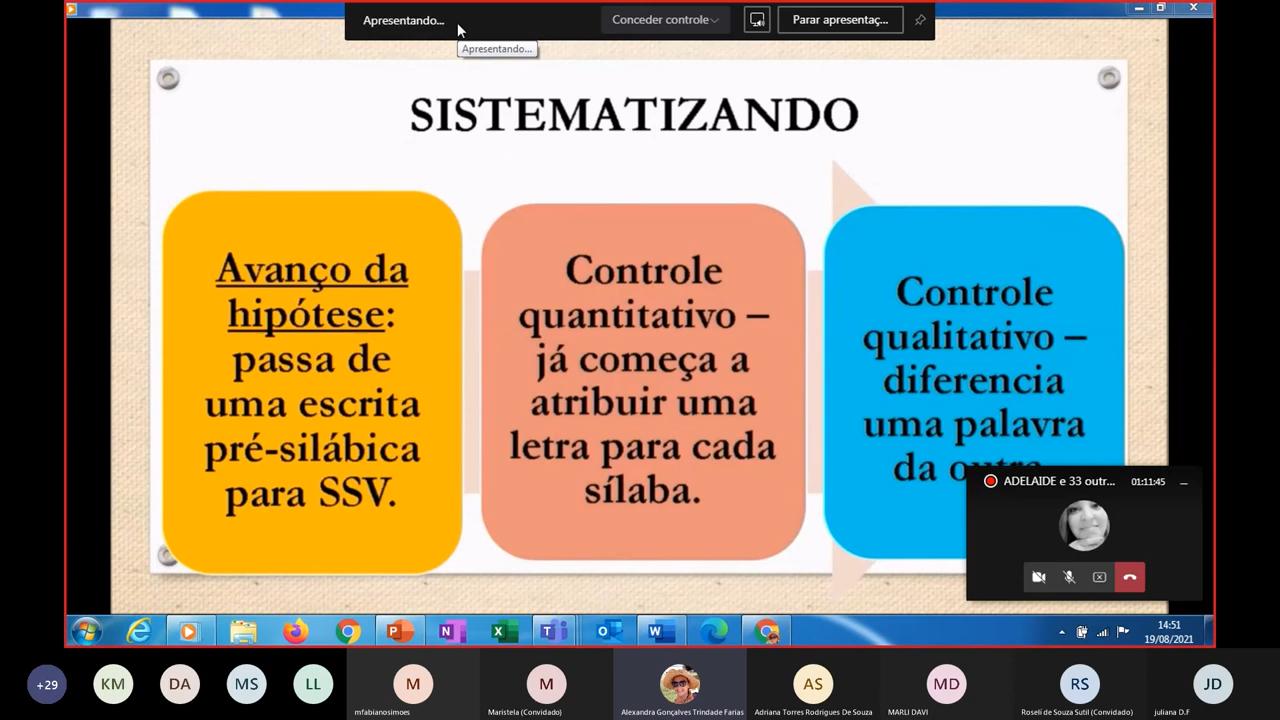 Apresentando...
Conceder controle
Parar apresentaç...
Apresentando...
SISTEMATIZANDO
Avanço da
hipótese:
passa de
uma escrita
pré-silábica
para SSV.
Controle
quantitativo –
já começa a
atribuir uma
letra para cada
sílaba.
Controle
qualitativo –
diferencia
uma palavra
da outra.
ADELAIDE e 33 outr...
01:11:45
14:51
19/08/2021
+29
KM
DA
MS
LL
M
M
AS
MD
RS
JD
mfabianosimoes
Maristela (Convidado)
Alexandra Gonçalves Trindade Farias
Adriana Torres Rodrigues De Souza
MARLI DAVI
Roseli de Souza Sutil (Convidado)
juliana D.F